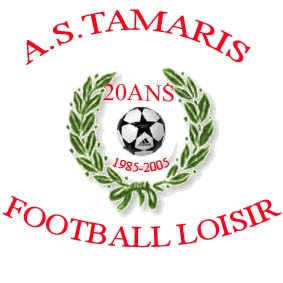 A.S.TAMARIS
20ANS
1985-2005
FOOTBALL LOISIR